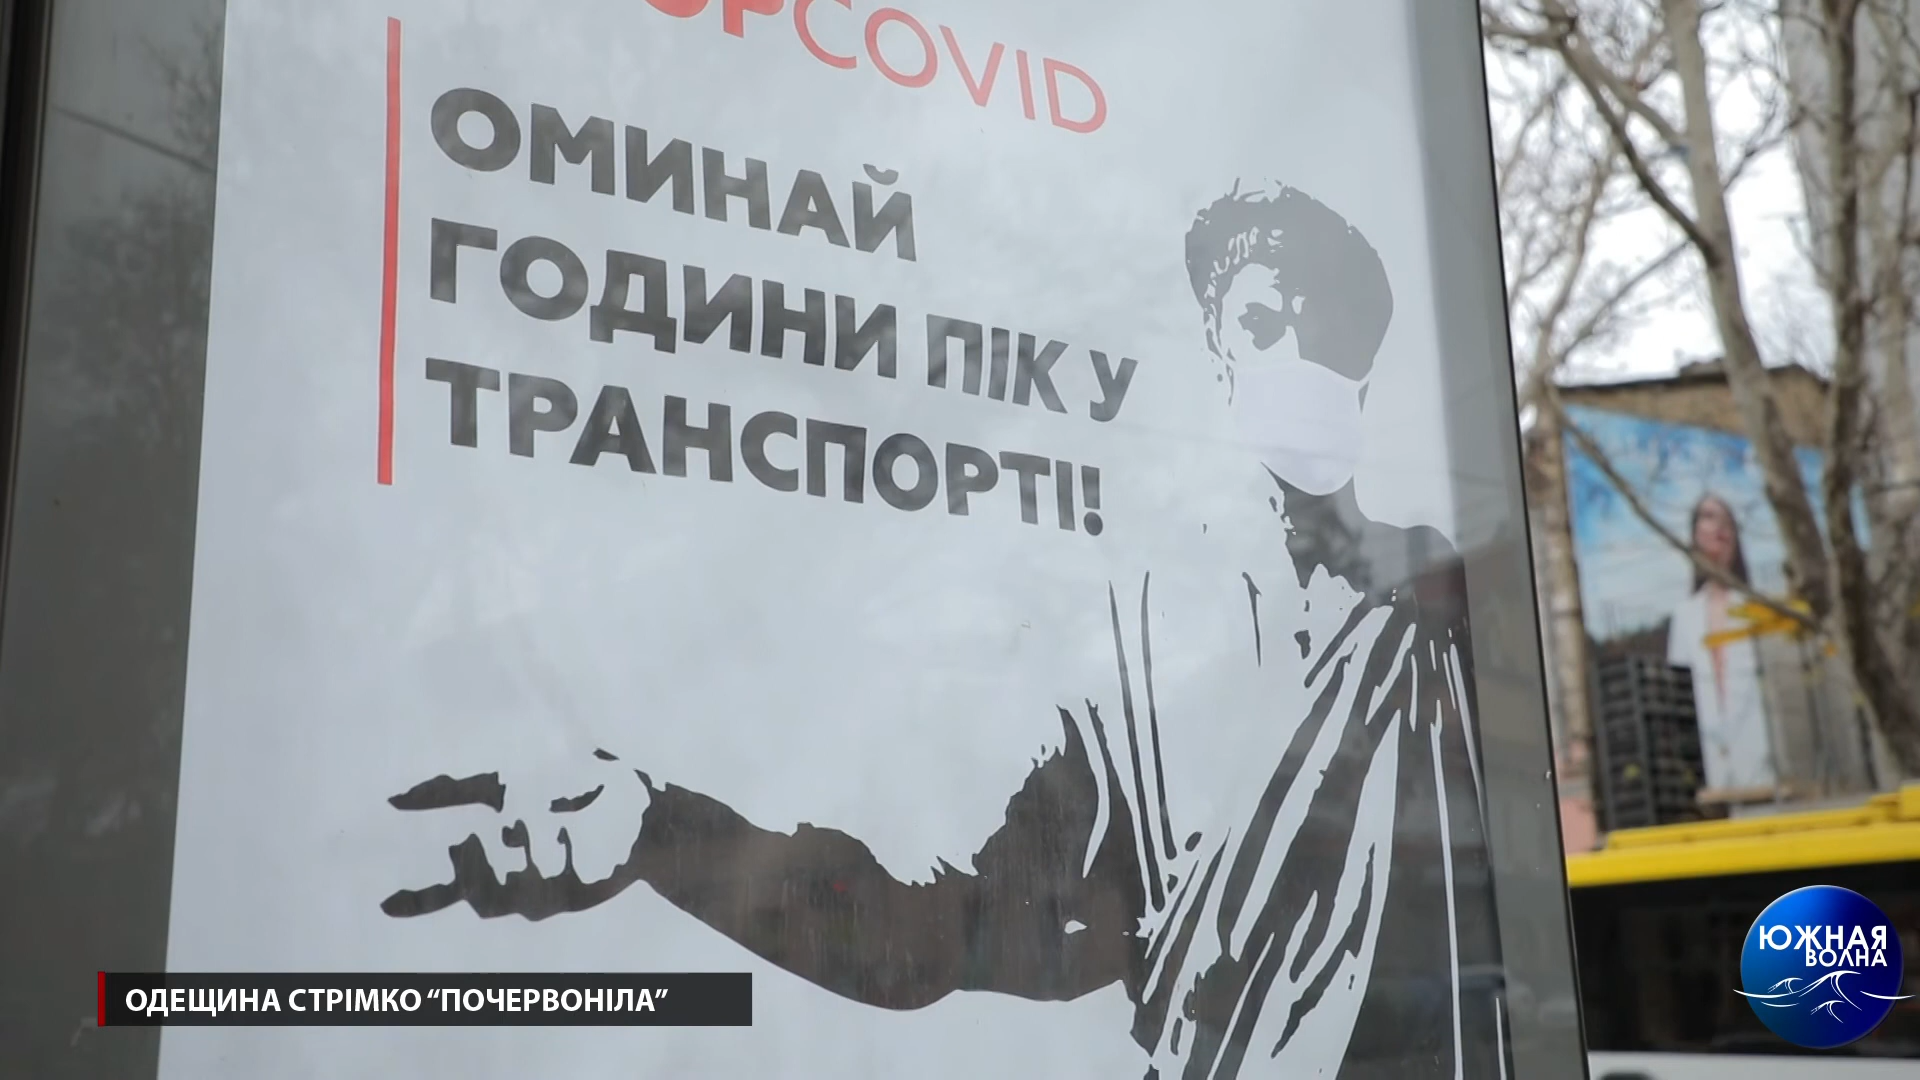 COVID
ОМИНАЙ
ГОДИНИ ПІК У
ТРАНСПОРТІ!
ОДЕЩИНА СТРІМКО “ПОЧЕРВОНІЛА”
ЮЖНАЯ
ВОЛНА